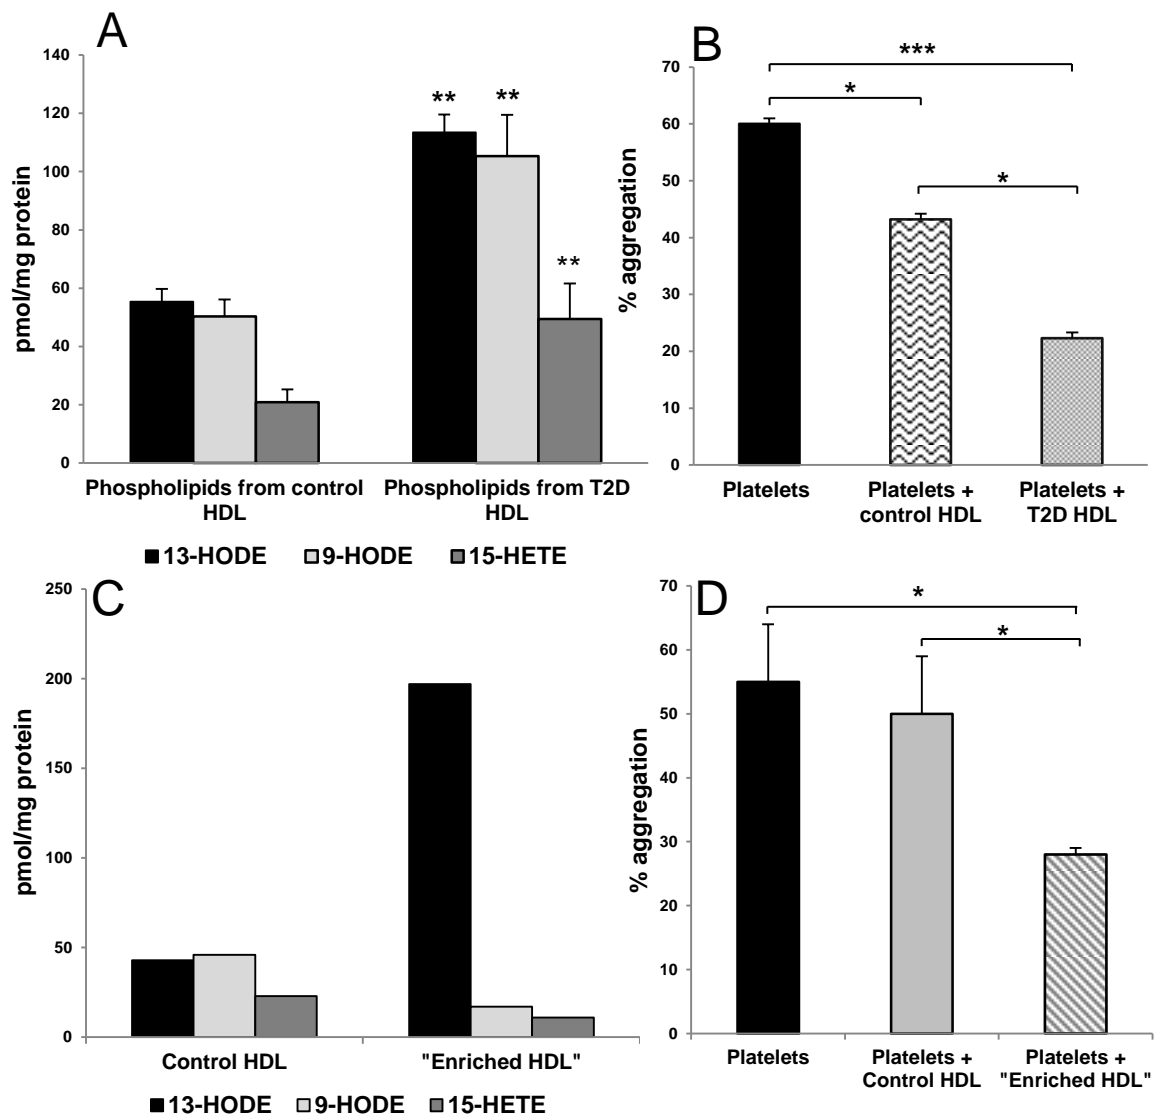 A
140
120
100
80
60
40
20
0
pmol/mg protein
** ** **
Phospholipids from control
HDL
Phospholipids from T2D
HDL
13-HODE 9-HODE 15-HETE
B
70
60
50
40
30
20
10
0
% aggregation
***
*
*
Platelets
Platelets +
control HDL
Platelets +
T2D HDL
C
250
200
150
100
50
0
pmol/mg protein
Control HDL
"Enriched HDL"
13-HODE 9-HODE 15-HETE
D
70
60
50
40
30
20
10
0
% aggregation
*
*
Platelets
Platelets +
Control HDL
Platelets +
"Enriched HDL"